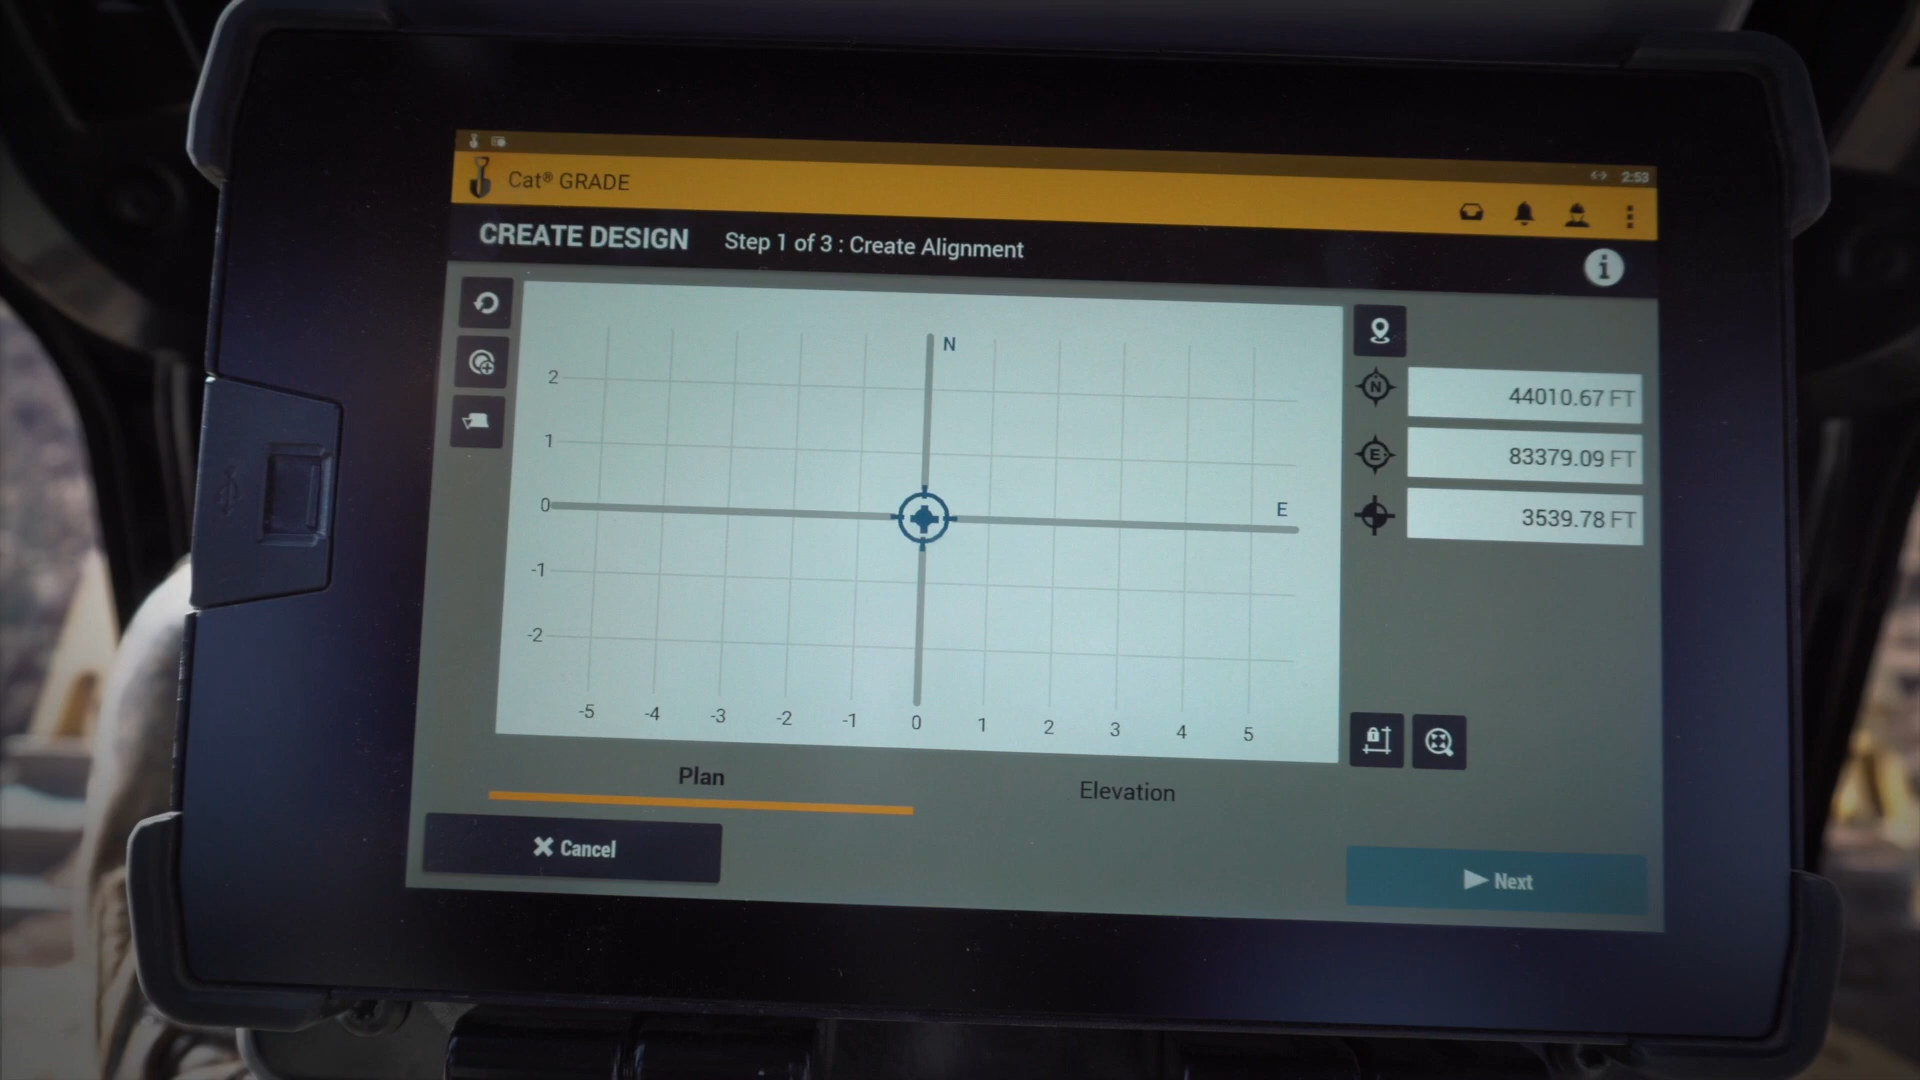 2:53
Cat® GRADE
CREATE DESIGN Step 1 of 3 : Create Alignment
i
N
2
1
0
E
-1
-2
-5 -4 -3 -2 -1 0 1 2 3 4 5
N 44010.67 FT
E 83379.09 FT
3539.78 FT
Plan Elevation
Cancel
Next